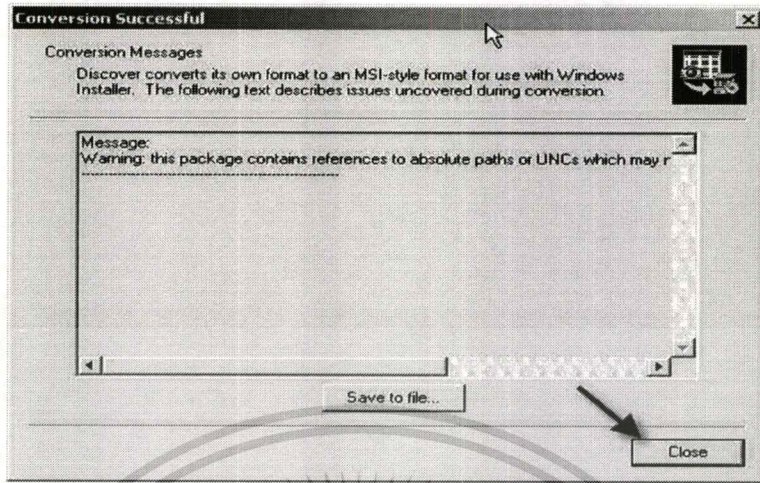 Conversion Successful
Conversion Messages
Discover converts its own format to an MSI-style format for use with Windows
Installer. The following text describes issues uncovered during conversion
Message:
Warning: this package contains references to absolute paths or UNCs which may r
----------------------------------------
Save to file...
Close